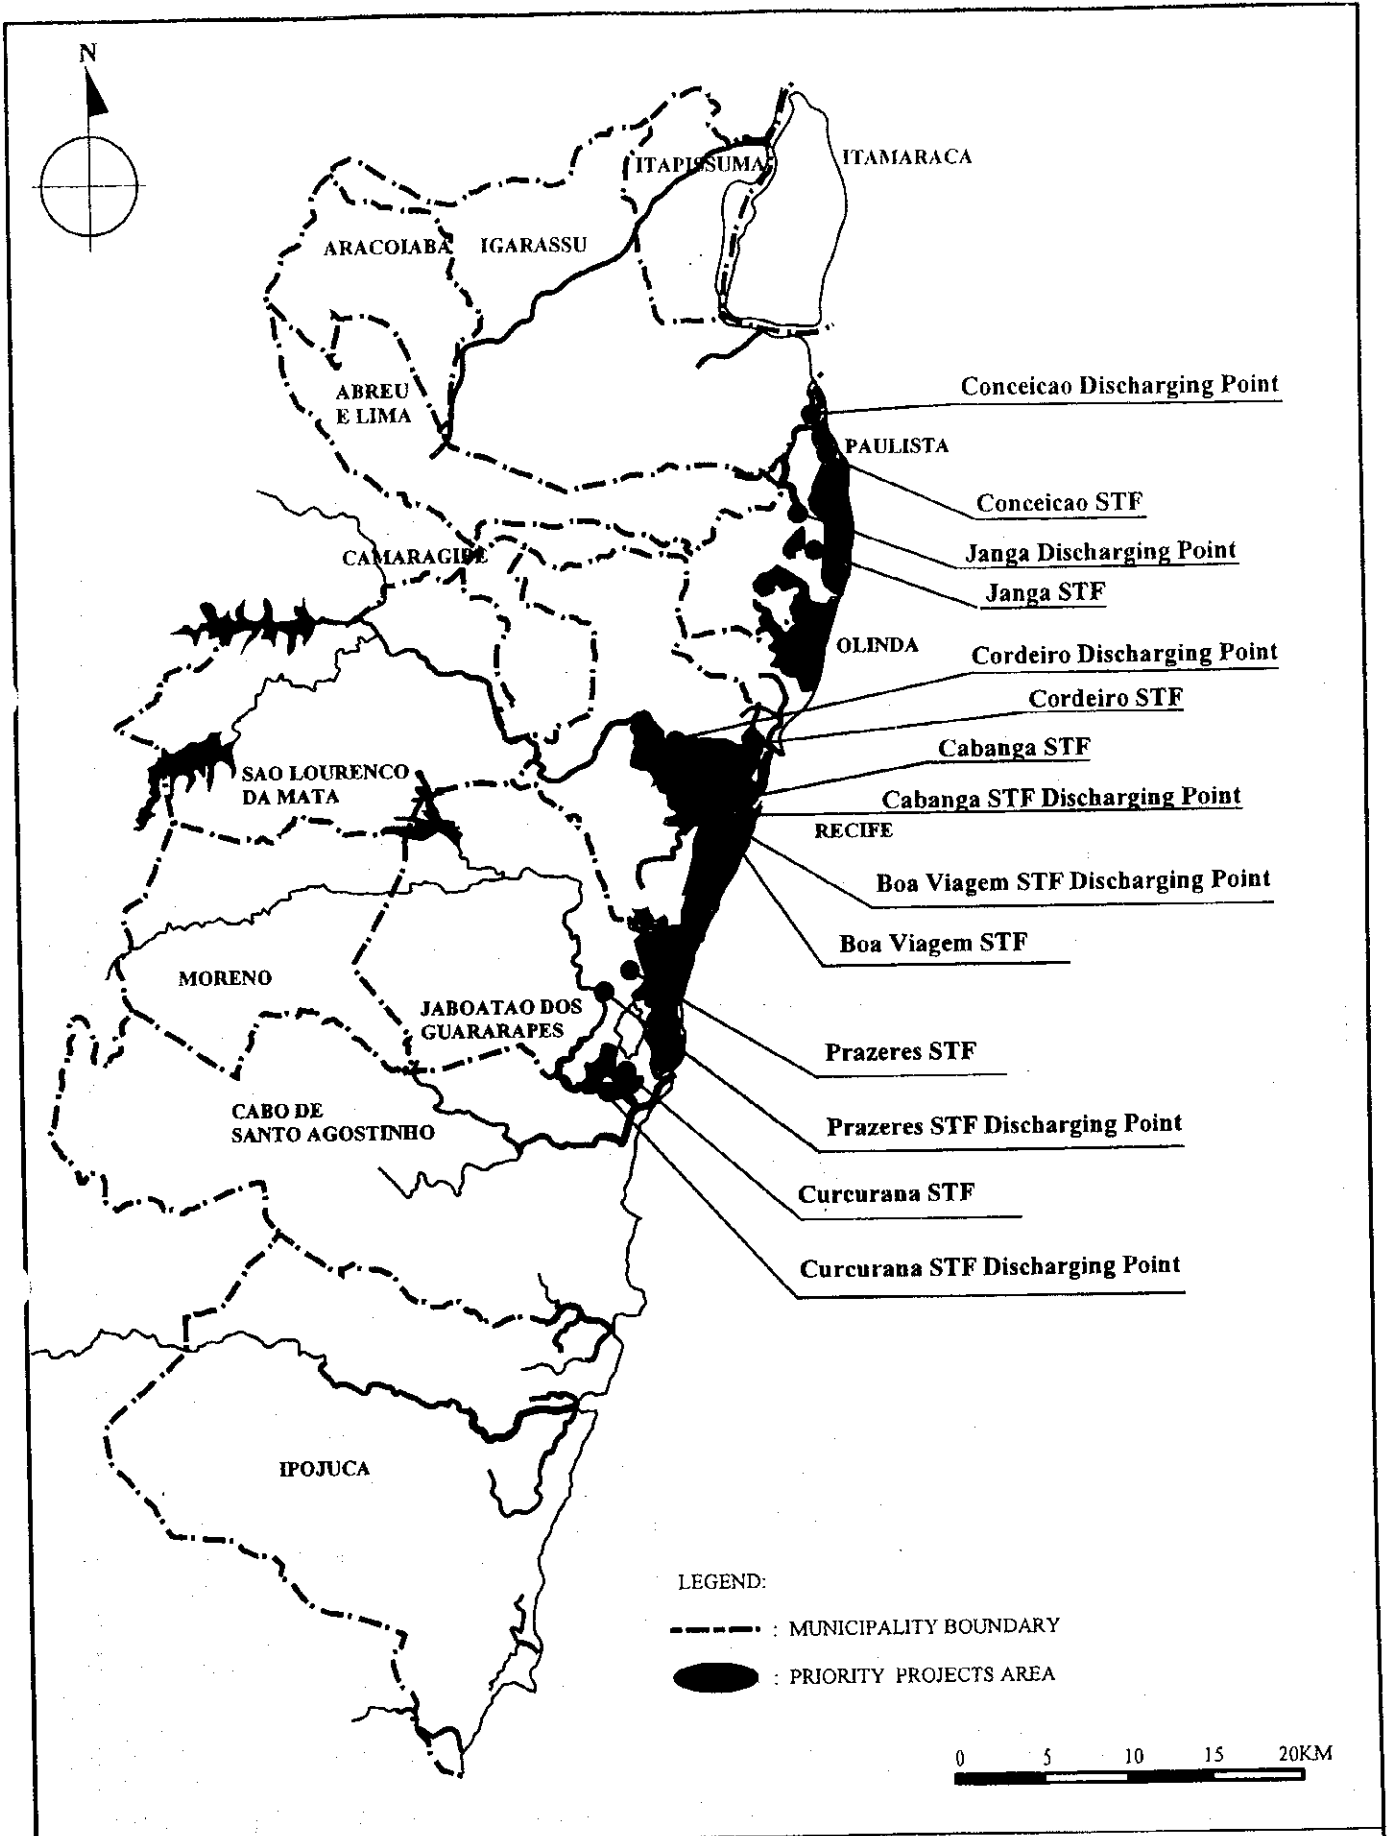 N
ITAPISSUMA
ITAMARACA
ARACOIABA
IGARASSU
ABREU
E LIMA
Conceicao Discharging Point
PAULISTA
Conceicao STF
CAMARAGIBE
Janga Discharging Point
Janga STF
OLINDA
Cordeiro Discharging Point
Cordeiro STF
Cabanga STF
SAO LOURENCO
DA MATA
Cabanga STF Discharging Point
RECIFE
Boa Viagem STF Discharging Point
Boa Viagem STF
MORENO
JABOATAO DOS
GUARARAPES
Prazeres STF
CABO DE
SANTO AGOSTINHO
Prazeres STF Discharging Point
Curcurana STF
Curcurana STF Discharging Point
IPOJUCA
LEGEND:
: MUNICIPALITY BOUNDARY
: PRIORITY PROJECTS AREA
0 5 10 15 20KM